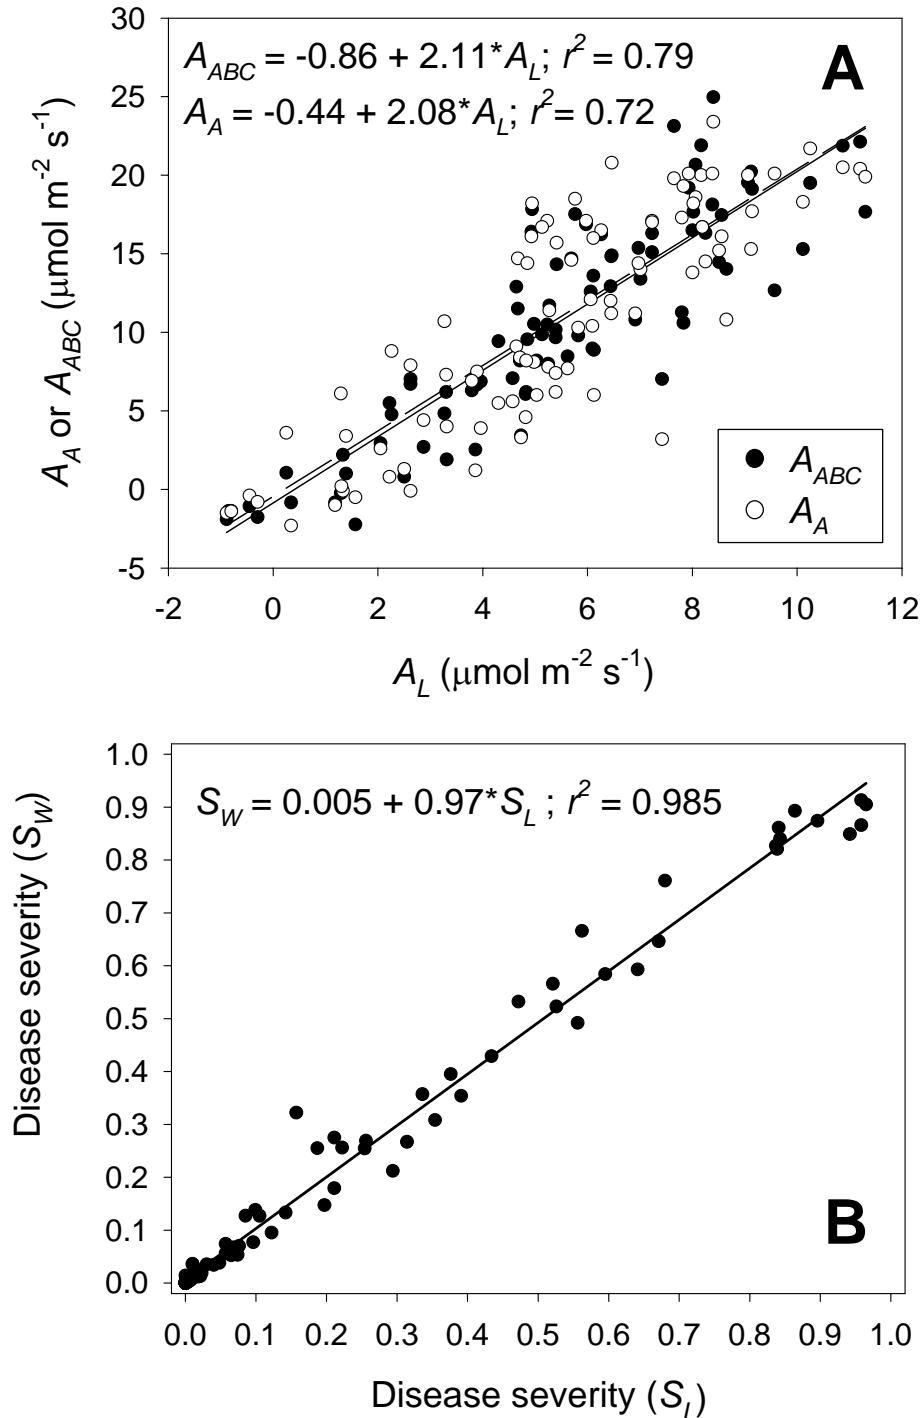 A_ABC = -0.86 + 2.11*A_L; r² = 0.79
A_A = -0.44 + 2.08*A_L; r² = 0.72
A
30
25
20
15
10
5
0
-5
A_A or A_ABC (μmol m⁻² s⁻¹)
A_ABC
A_A
-2 0 2 4 6 8 10 12
A_L (μmol m⁻² s⁻¹)
S_W = 0.005 + 0.97*S_L ; r² = 0.985
1.0
0.9
0.8
0.7
0.6
0.5
0.4
0.3
0.2
0.1
0.0
Disease severity (S_W)
B
0.0 0.1 0.2 0.3 0.4 0.5 0.6 0.7 0.8 0.9 1.0
Disease severity (S_l)